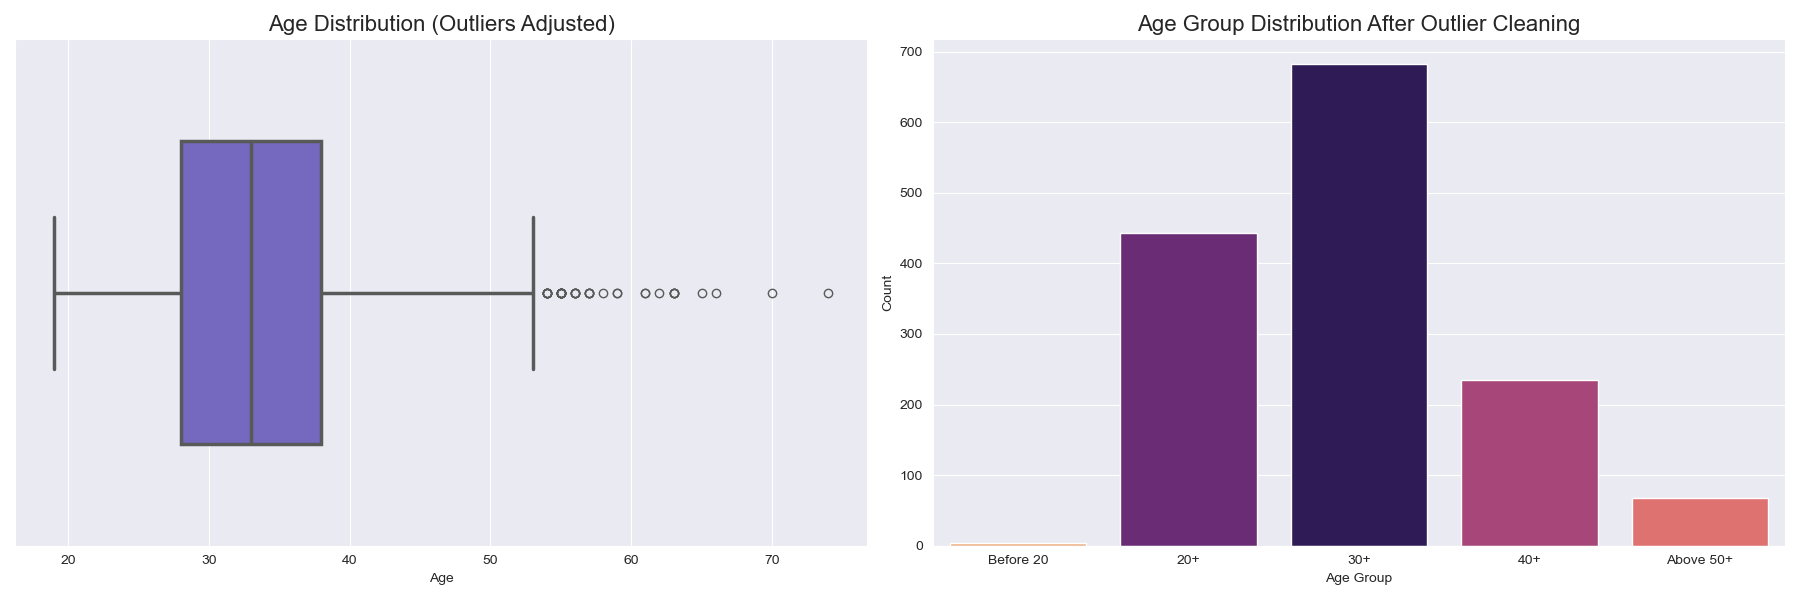 Age Distribution (Outliers Adjusted)
20 30 40 50 60 70
Age
Age Group Distribution After Outlier Cleaning
700
600
500
400
300
200
100
0
Count
Before 20 20+ 30+ 40+ Above 50+
Age Group